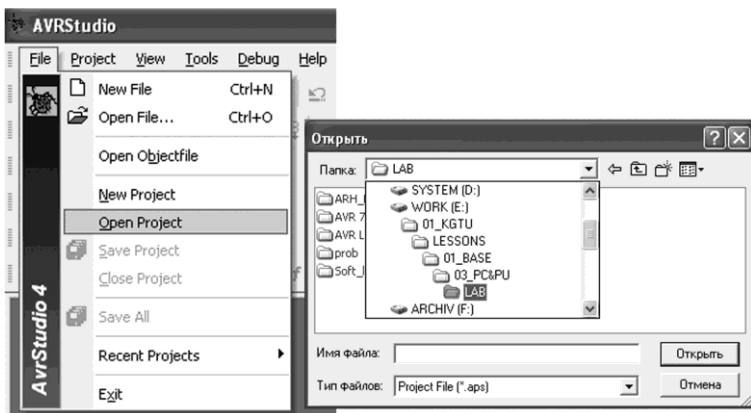 AVRStudio
File Project View Tools Debug Help
New File Ctrl+N
Open File... Ctrl+O
Open Objectfile
New Project
Open Project
Save Project
Close Project
Save All
Recent Projects
Exit
AvrStudio 4
Открыть
Папка: LAB
SYSTEM (D:)
WORK (E:)
01_KGTU
LESSONS
01_BASE
03_PC&PU
LAB
ARCHIV (F:)
ARH_
AVR 7
AVR L
prob
Soft_
Имя файла: Открыть
Тип файлов: Project File (*.aps) Отмена